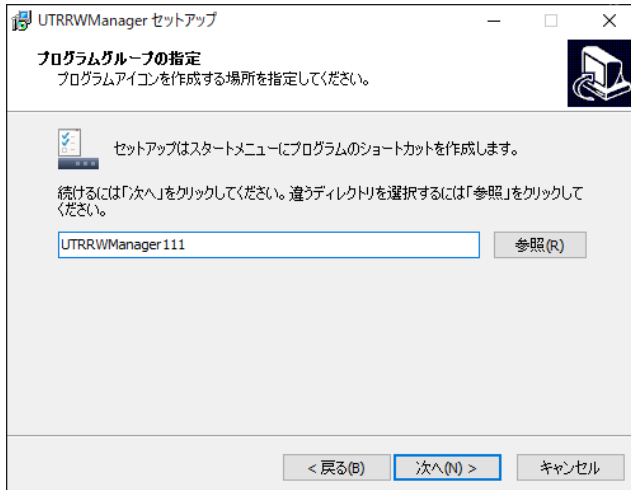 UTRRWManager セットアップ
プログラムグループの指定
プログラムアイコンを作成する場所を指定してください。
セットアップはスタートメニューにプログラムのショートカットを作成します。
続けるには「次へ」をクリックしてください。違うディレクトリを選択するには「参照」をクリックして
ください。
UTRRWManager111
参照(R)
< 戻る(B)
次へ(N) >
キャンセル